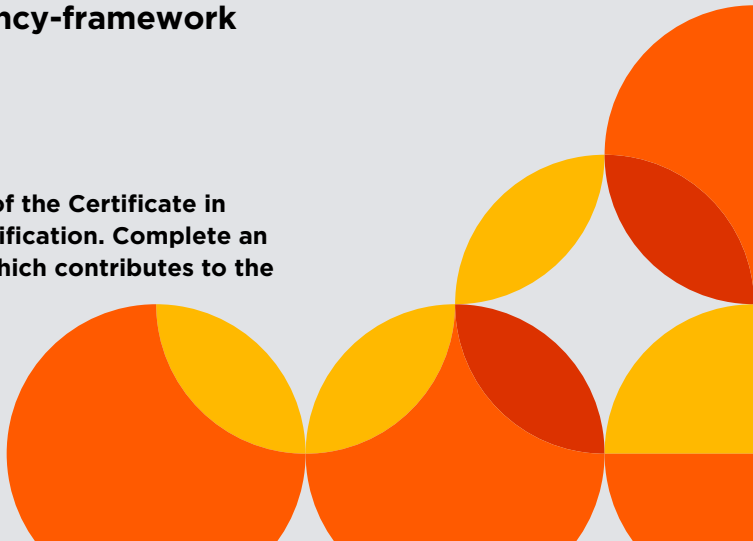 ncy-framework
of the Certificate in
ification. Complete an
hich contributes to the